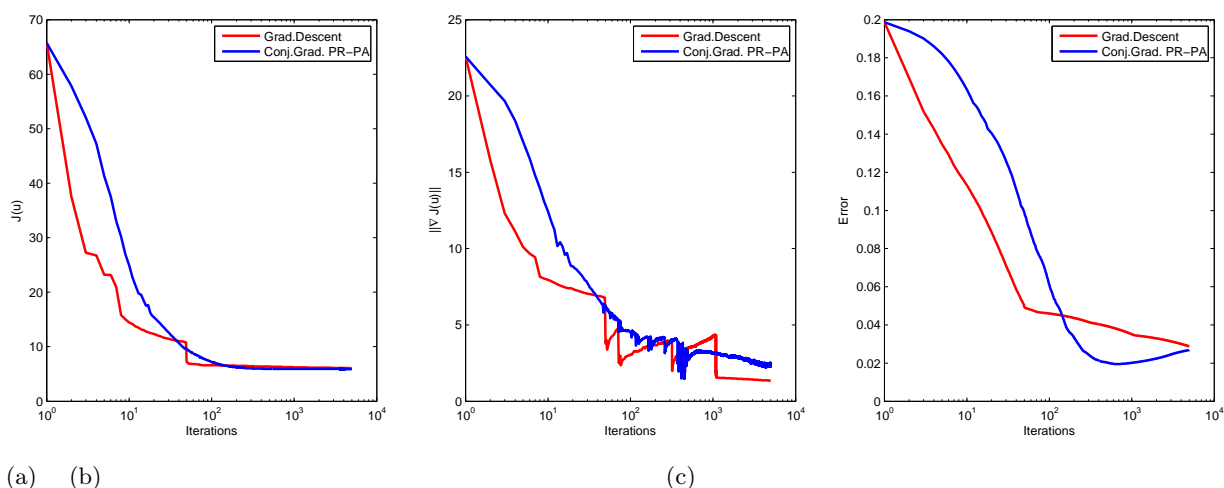 70
60
50
40
30
20
10
0
J(u)
10^0 10^1 10^2 10^3 10^4
Iterations
Grad.Descent
Conj.Grad. PR−PA
25
20
15
10
5
0
||∇ J(u)||
10^0 10^1 10^2 10^3 10^4
Iterations
Grad.Descent
Conj.Grad. PR−PA
0.2
0.18
0.16
0.14
0.12
0.1
0.08
0.06
0.04
0.02
0
Error
10^0 10^1 10^2 10^3 10^4
Iterations
Grad.Descent
Conj.Grad. PR−PA
(a) (b) (c)